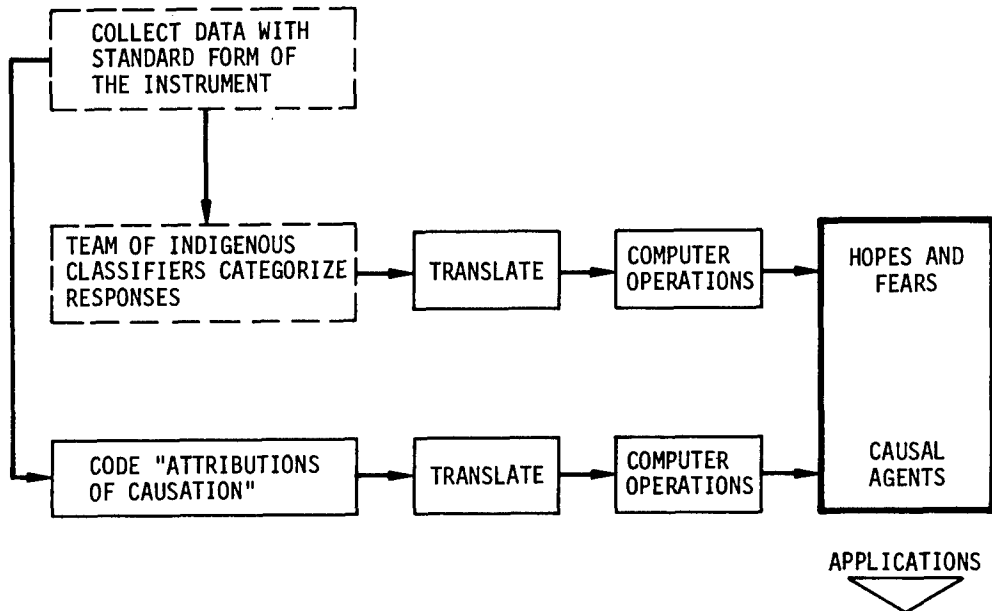 COLLECT DATA WITH
STANDARD FORM OF
THE INSTRUMENT
TEAM OF INDIGENOUS
CLASSIFIERS CATEGORIZE
RESPONSES
TRANSLATE
COMPUTER
OPERATIONS
HOPES AND
FEARS
CODE "ATTRIBUTIONS
OF CAUSATION"
TRANSLATE
COMPUTER
OPERATIONS
CAUSAL
AGENTS
APPLICATIONS